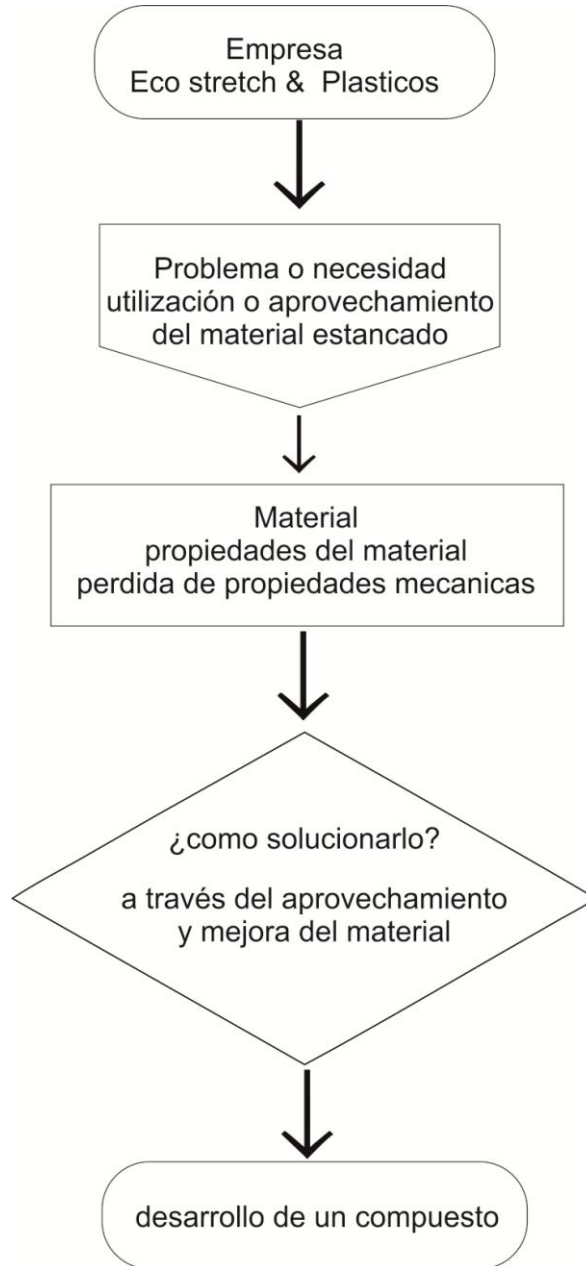 Empresa
Eco stretch & Plasticos
Problema o necesidad
utilización o aprovechamiento
del material estancado
Material
propiedades del material
perdida de propiedades mecanicas
¿como solucionarlo?
a través del aprovechamiento
y mejora del material
desarrollo de un compuesto